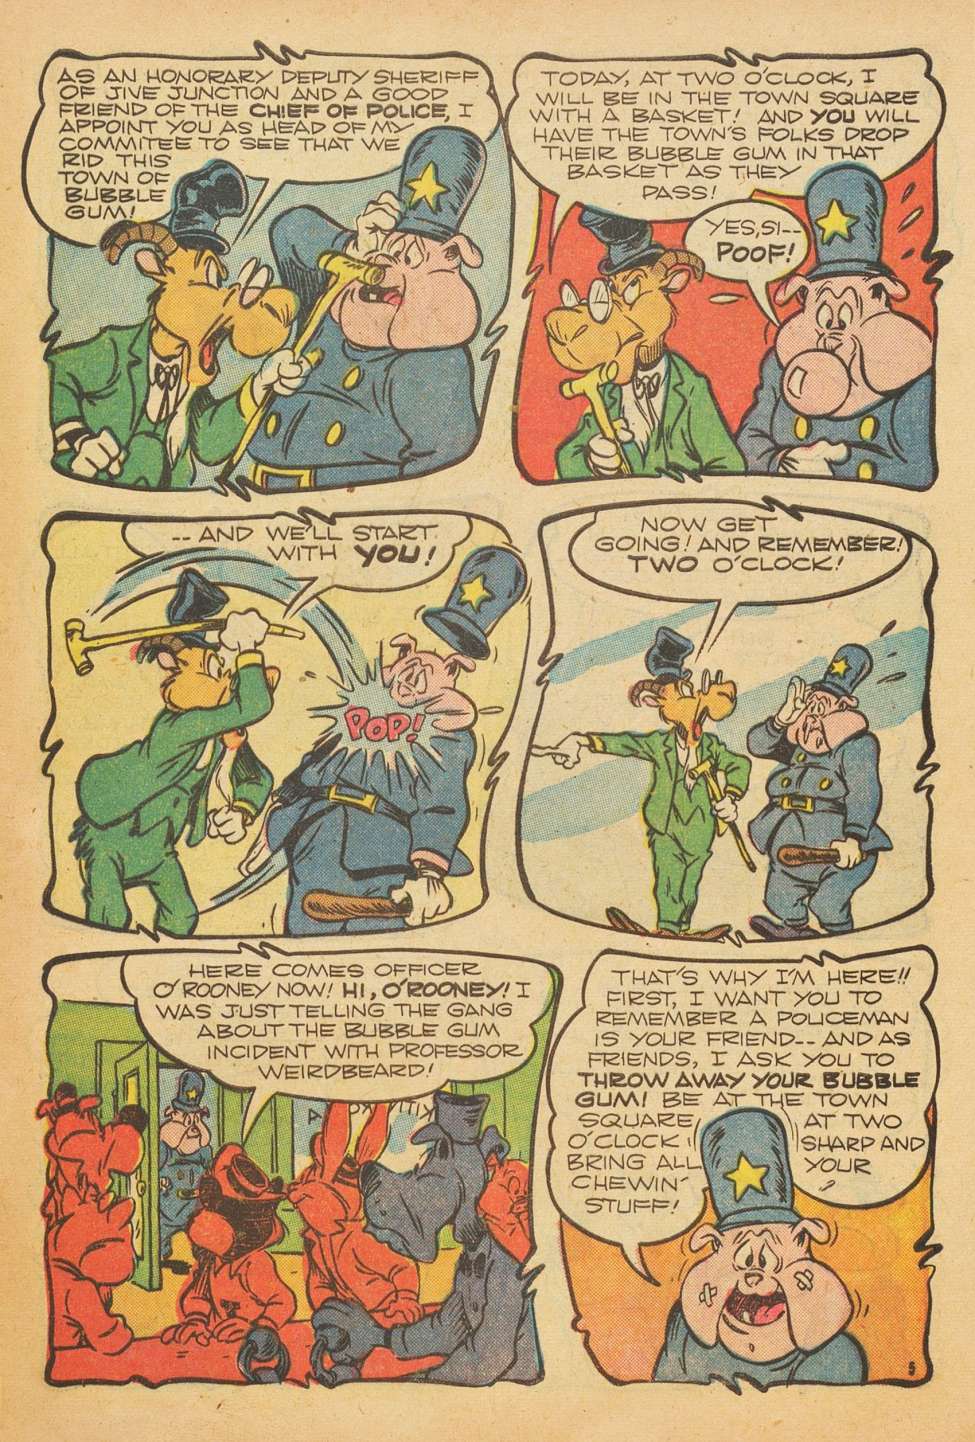 AS AN HONORARY DEPUTY SHERIFF
OF JIVE JUNCTION AND A GOOD
FRIEND OF THE CHIEF OF POLICE, I
APPOINT YOU AS HEAD OF MY
COMMITEE TO SEE THAT WE
RID THIS
TOWN OF
BUBBLE
GUM!
TODAY, AT TWO O'CLOCK, I
WILL BE IN THE TOWN SQUARE
WITH A BASKET! AND YOU WILL
HAVE THE TOWN'S FOLKS DROP
THEIR BUBBLE GUM IN THAT
BASKET AS THEY
PASS!
YES, SI--
POOF!
-- AND WE'LL START
WITH YOU!
POP!
NOW GET
GOING! AND REMEMBER!
TWO O'CLOCK!
HERE COMES OFFICER
O'ROONEY NOW! HI, O'ROONEY! I
WAS JUST TELLING THE GANG
ABOUT THE BUBBLE GUM
INCIDENT WITH PROFESSOR
WEIRDBEARD!
THAT'S WHY I'M HERE!!
FIRST, I WANT YOU TO
REMEMBER A POLICEMAN
IS YOUR FRIEND-- AND AS
FRIENDS, I ASK YOU TO
THROW AWAY YOUR BUBBLE
GUM! BE AT THE TOWN
SQUARE AT TWO
O'CLOCK SHARP AND
BRING ALL YOUR
CHEWIN'
STUFF!
5